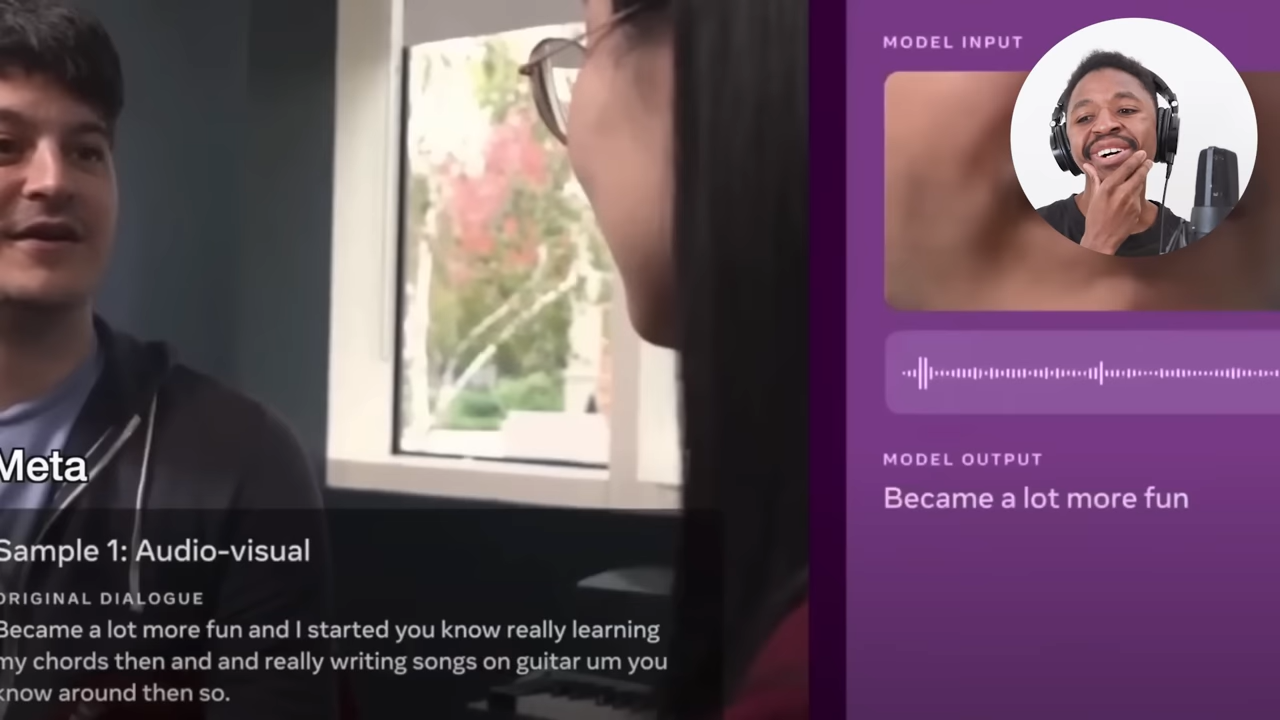 Meta
Sample 1: Audio-visual
ORIGINAL DIALOGUE
Became a lot more fun and I started you know really learning
my chords then and and really writing songs on guitar um you
know around then so.
MODEL INPUT
MODEL OUTPUT
Became a lot more fun